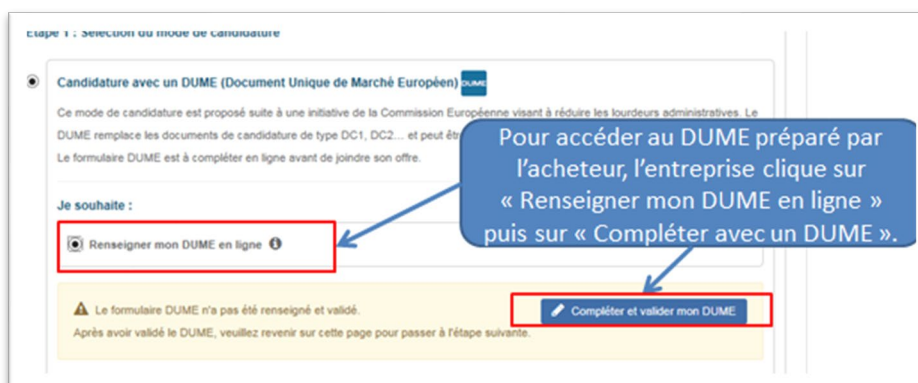 Etape 1 : Sélection du mode de candidature
Candidature avec un DUME (Document Unique de Marché Européen) DUME
Ce mode de candidature est proposé suite à une initiative de la Commission Européenne visant à réduire les lourdeurs administratives. Le
DUME remplace les documents de candidature de type DC1, DC2... et peut
Le formulaire DUME est à compléter en ligne avant de joindre son offre.
Pour accéder au DUME préparé par
l'acheteur, l'entreprise clique sur
« Renseigner mon DUME en ligne »
puis sur « Compléter avec un DUME ».
Je souhaite :
Renseigner mon DUME en ligne
Le formulaire DUME n'a pas été renseigné et validé.
Compléter et valider mon DUME
Après avoir validé le DUME, veuillez revenir sur cette page pour passer à l'étape suivante.